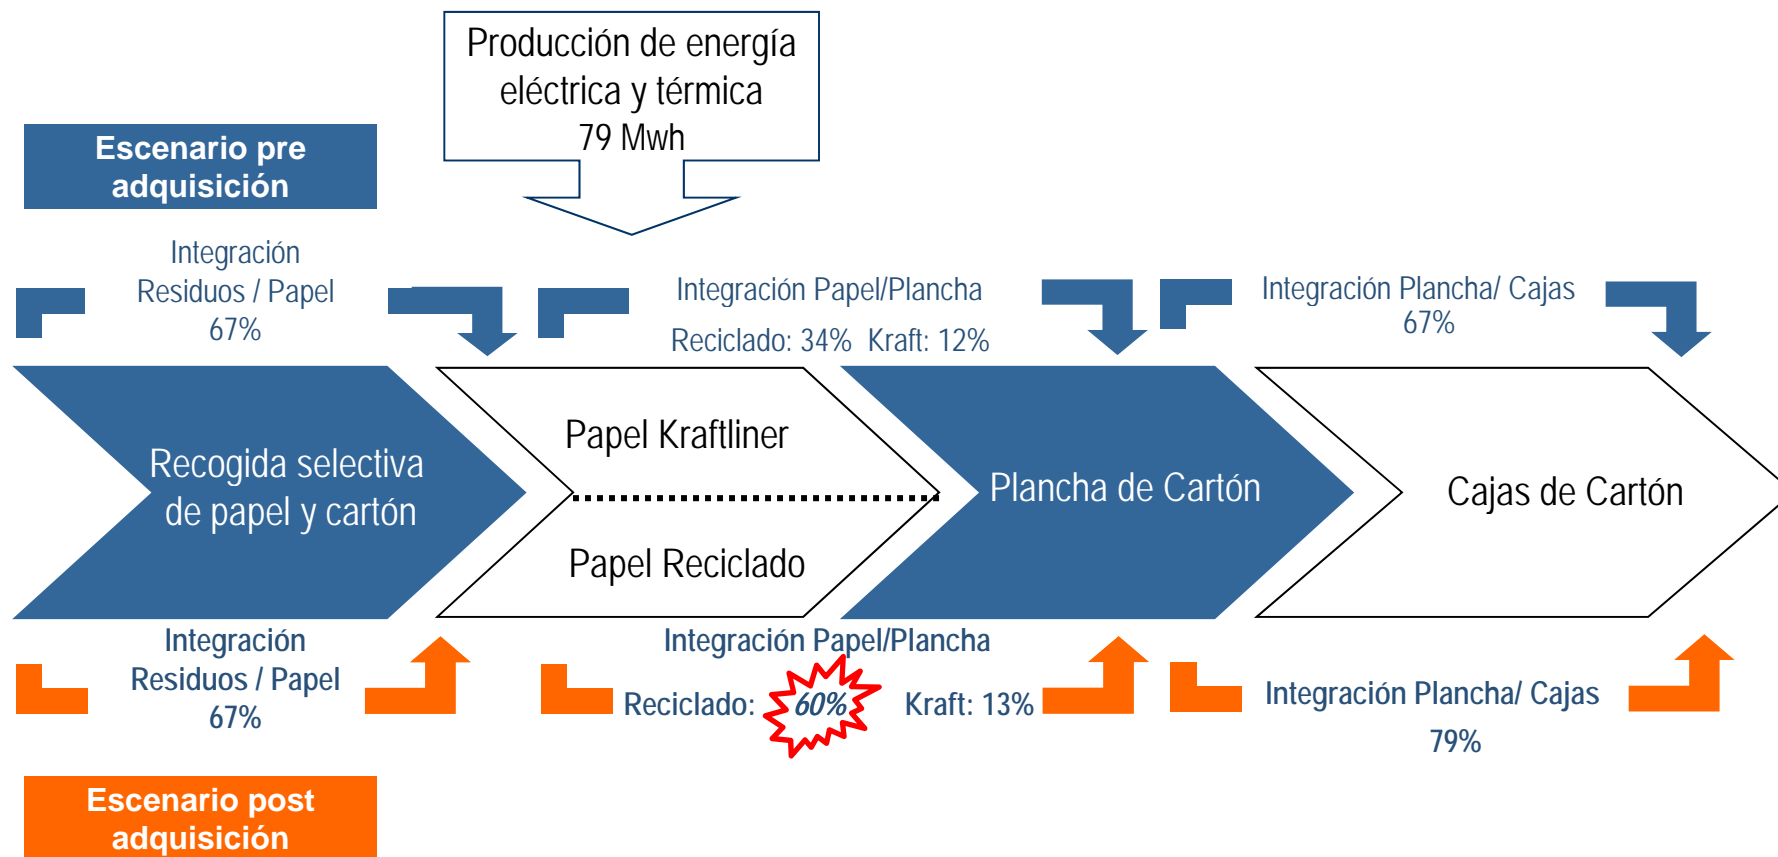 Producción de energía
eléctrica y térmica
79 Mwh
Escenario pre
adquisición
Integración
Residuos / Papel
67%
Integración Papel/Plancha
Reciclado: 34%  Kraft: 12%
Integración Plancha/ Cajas
67%
Recogida selectiva
de papel y cartón
Papel Kraftliner
Papel Reciclado
Plancha de Cartón
Cajas de Cartón
Integración
Residuos / Papel
67%
Integración Papel/Plancha
Reciclado: 60% Kraft: 13%
Integración Plancha/ Cajas
79%
Escenario post
adquisición